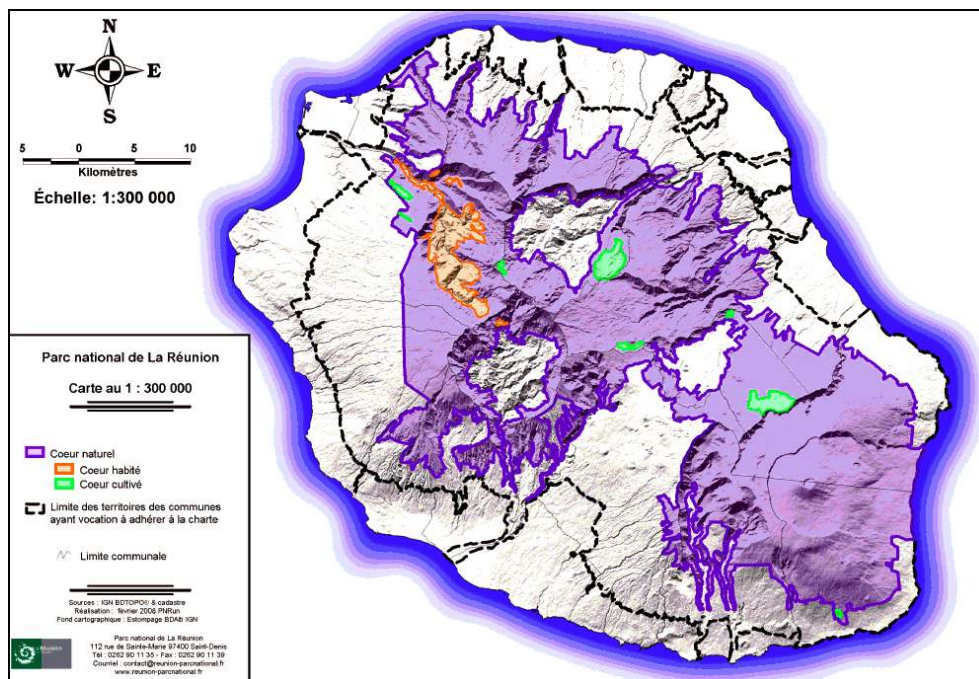 N
W E
S
5 0 5 10
Kilomètres
Échelle: 1:300 000
Parc national de La Réunion
Carte au 1 : 300 000
Coeur naturel
Coeur habité
Coeur cultivé
Limite des territoires des communes
ayant vocation à adhérer à la charte
Limite communale
Sources : IGN BDTOPO® & cadastre
Réalisation : février 2008 PNRun
Fond cartographique : Estompage BDAlti IGN
La Réunion
Parc national de La Réunion
112 rue de Sainte-Marie 97400 Saint-Denis
Tél : 0262 90 11 35 - Fax : 0262 90 11 39
Courriel : contact@reunion-parcnational.fr
www.reunion-parcnational.fr